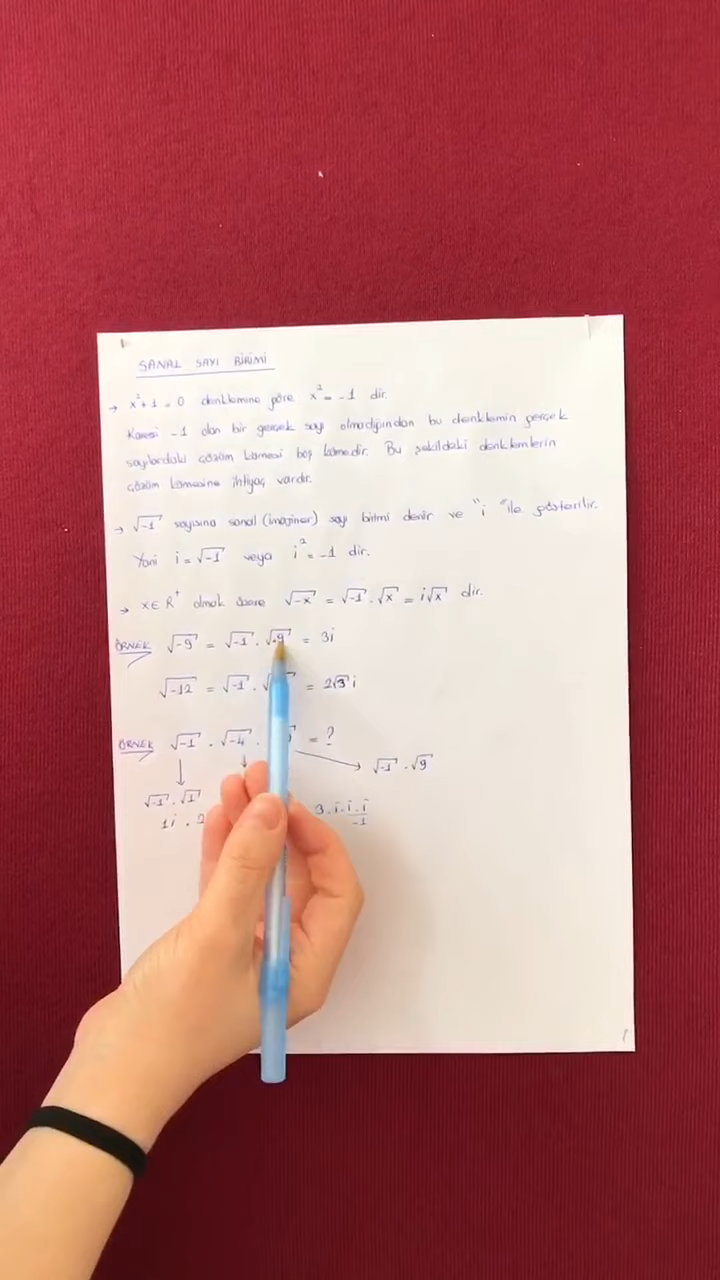 SANAL SAYI BİRİMİ
→ x²+1 = 0 denklemine göre x² = -1 dir.
Karesi -1 olan bir gerçek sayı olmadığından bu denklemin gerçek
sayılardaki çözüm kümesi boş kümedir. Bu şekildeki denklemlerin
çözüm kümesine ihtiyaç vardır.
→ √-1 sayısına sanal (imajiner) sayı birimi denir ve "i" ile gösterilir.
Yani i = √-1 veya i² = -1 dir.
→ x ∈ R⁺ olmak üzere √-x = √-1 . √x = i√x dir.
ÖRNEK √-9 = √-1 . √9 = 3i
√-12 = √-1 . = 2√3 i
ÖRNEK √-1 . √-4 . = ?
√-1 . √9
√-1 . √1
1i . 2 3.i.i.i
-1